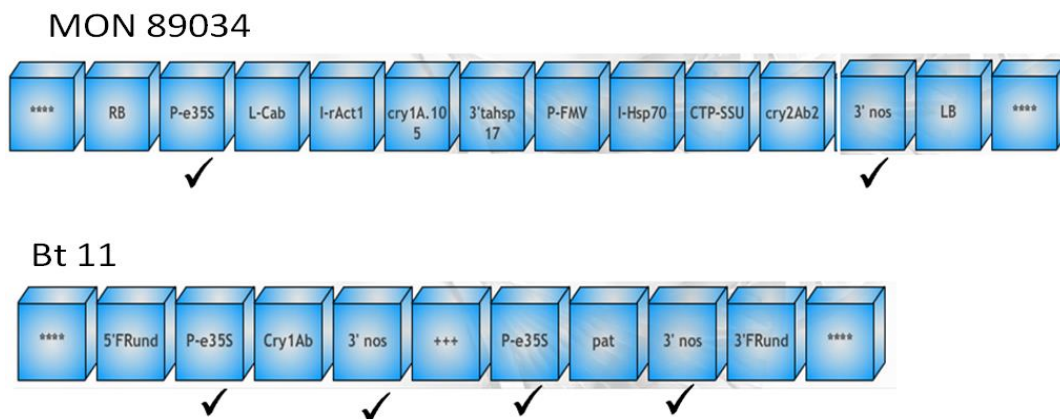 MON 89034
**** RB P-e35S L-Cab I-rAct1 cry1A.10 3'tahsp P-FMV I-Hsp70 CTP-SSU cry2Ab2 3' nos LB ****
5 17
Bt 11
**** 5'FRund P-e35S Cry1Ab 3' nos +++ P-e35S pat 3' nos 3'FRund ****